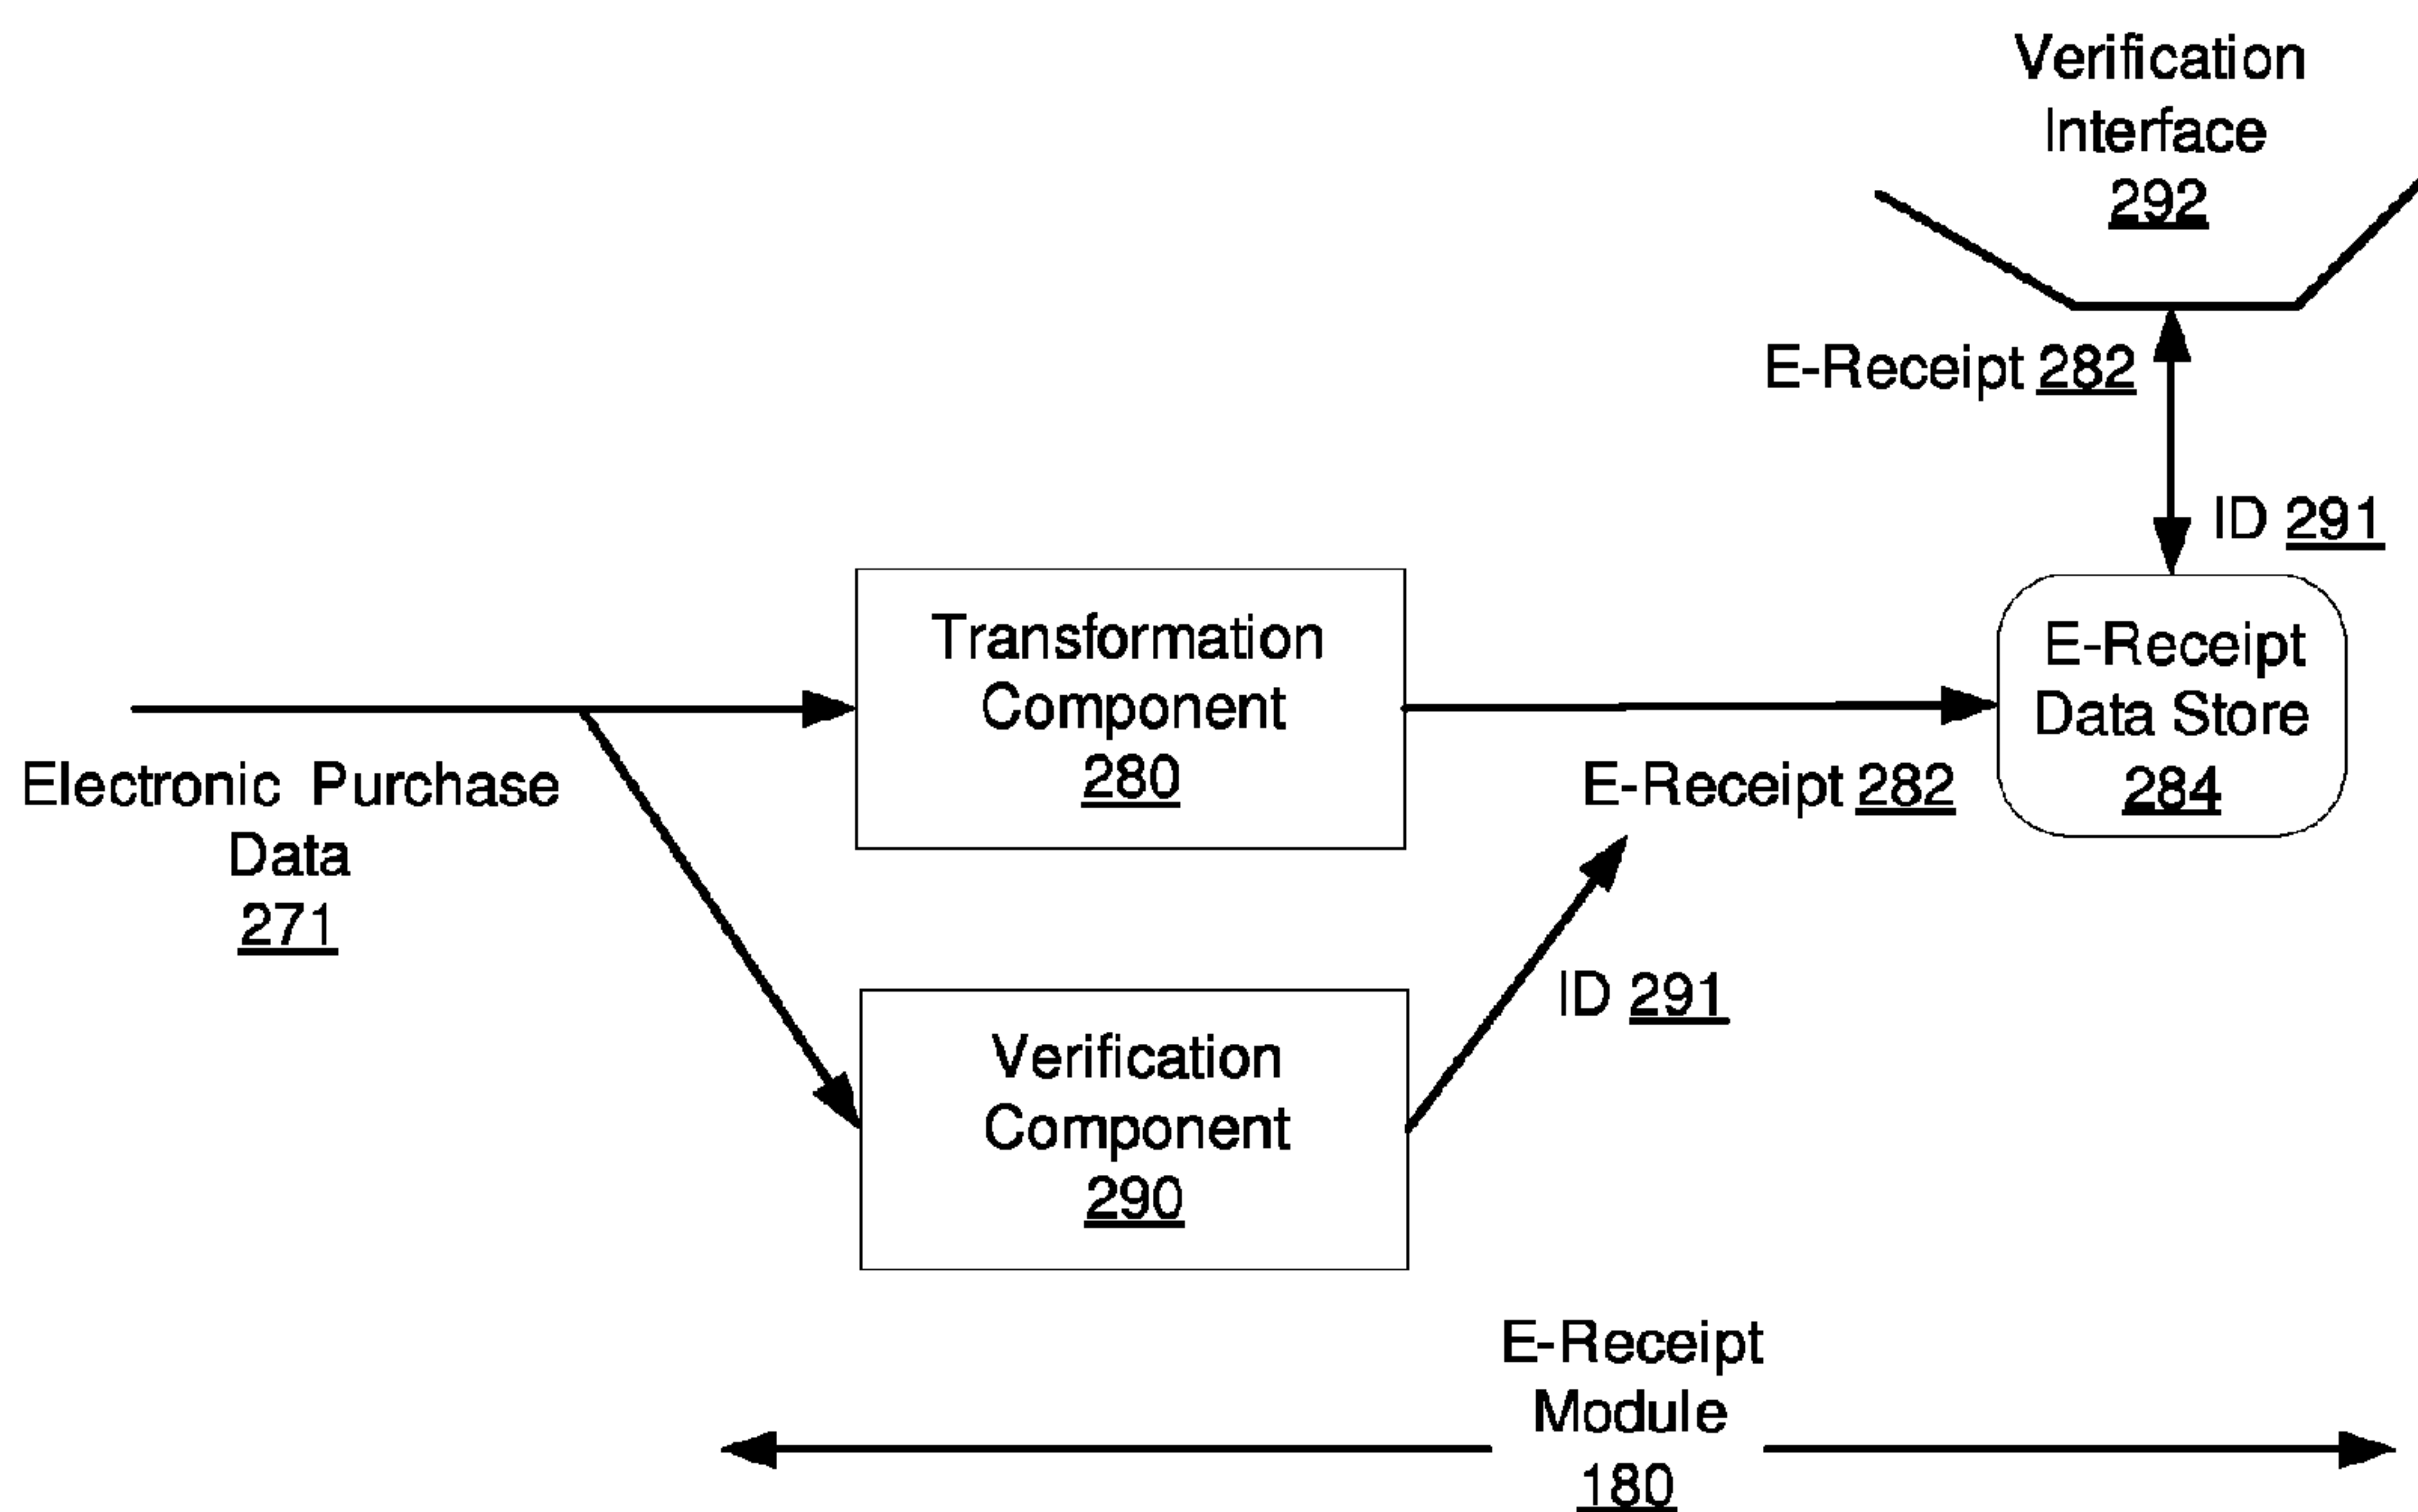 Verification
Interface
292
E-Receipt 282
ID 291
Transformation
Component
280
E-Receipt
Data Store
284
Electronic Purchase
Data
271
E-Receipt 282
ID 291
Verification
Component
290
E-Receipt
Module
180